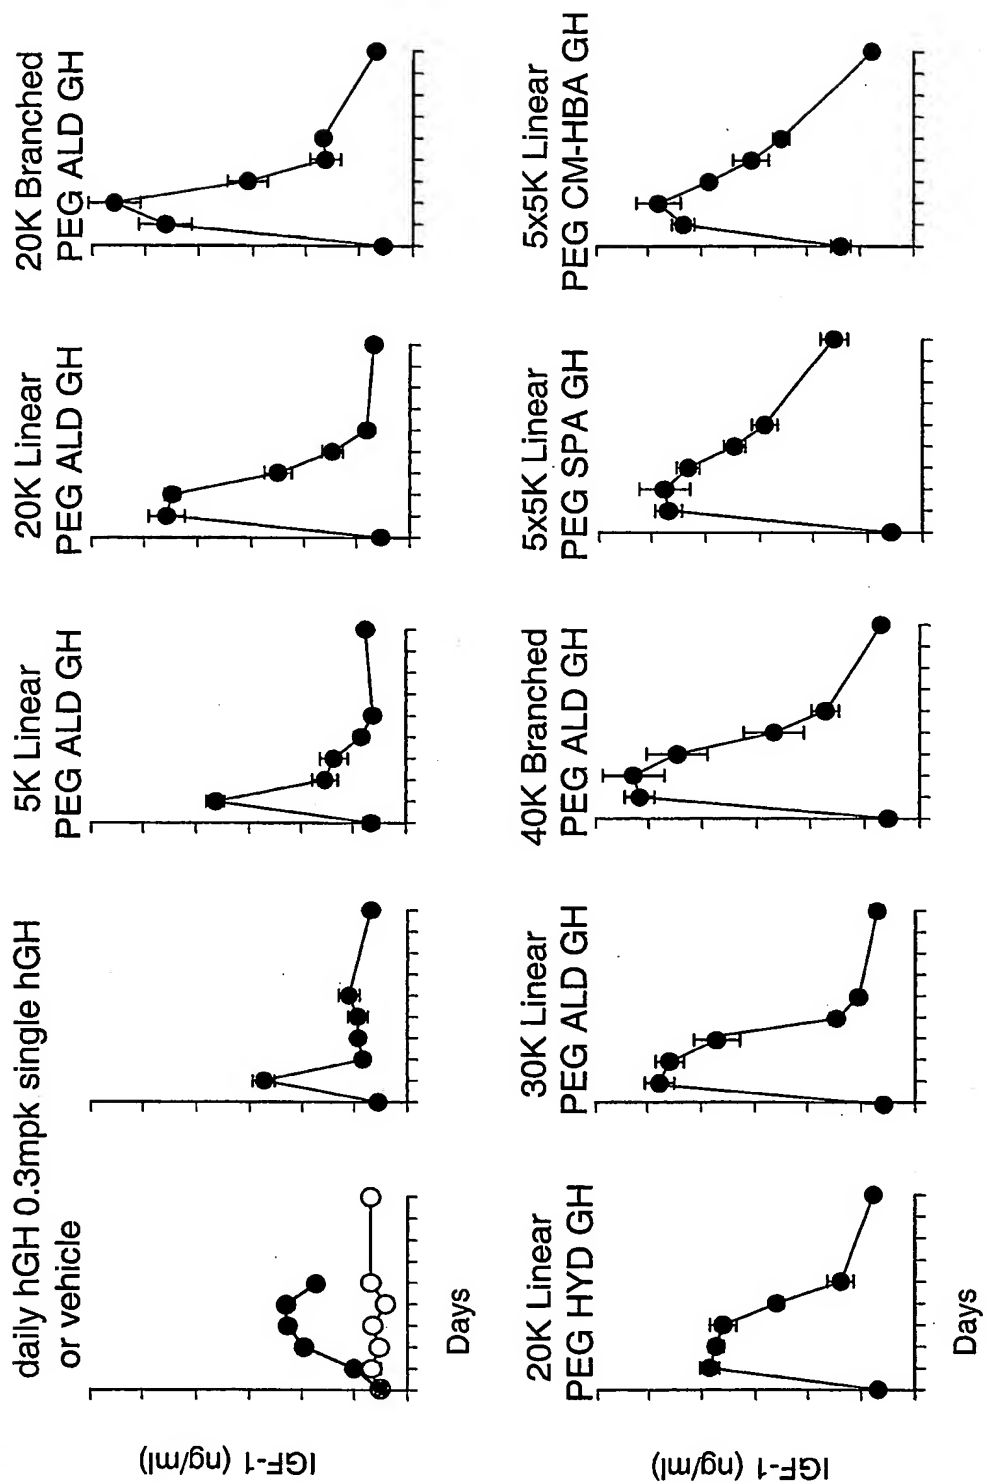 daily hGH 0.3mpk
or vehicle
single hGH
5K Linear
PEG ALD GH
20K Linear
PEG ALD GH
20K Branched
PEG ALD GH
IGF-1 (ng/ml)
Days
20K Linear
PEG HYD GH
30K Linear
PEG ALD GH
40K Branched
PEG ALD GH
5x5K Linear
PEG SPA GH
5x5K Linear
PEG CM-HBA GH
IGF-1 (ng/ml)
Days